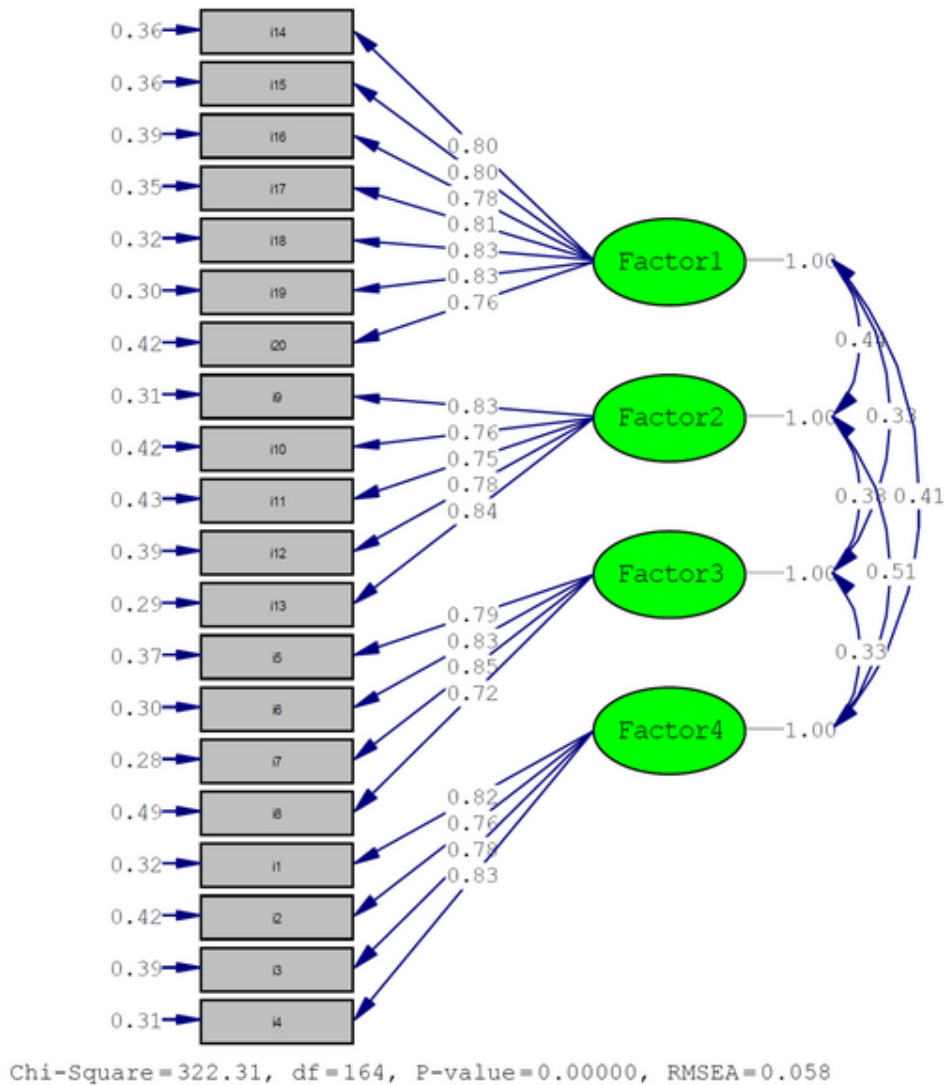 0.36 i14
0.36 i15
0.39 i16
0.80
0.35 i17
0.80
0.78
0.81
0.32 i18
0.83
Factor1 1.00
0.30 i19
0.83
0.76
0.42 i20
0.44
0.31 i9
0.83
Factor2 1.00 0.33
0.76
0.42 i10
0.75
0.78
0.43 i11
0.38 0.41
0.84
0.39 i12
Factor3 1.00 0.51
0.29 i13
0.79
0.83
0.37 i5
0.33
0.85
0.72
0.30 i6
Factor4 1.00
0.28 i7
0.82
0.49 i8
0.76
0.78
0.32 i1
0.83
0.42 i2
0.39 i3
0.31 i4
Chi-Square=322.31, df=164, P-value=0.00000, RMSEA=0.058